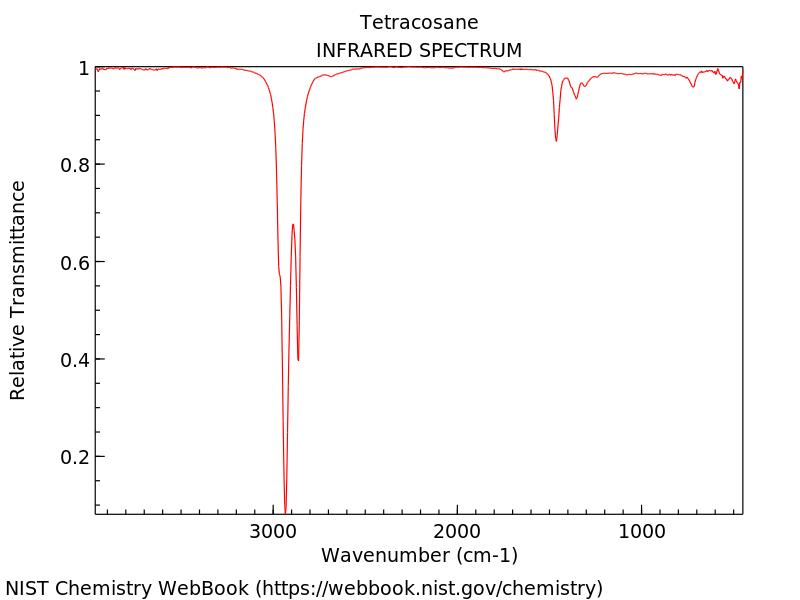 Tetracosane
INFRARED SPECTRUM
1
0.8
0.6
0.4
0.2
Relative Transmittance
3000 2000 1000
Wavenumber (cm-1)
NIST Chemistry WebBook (https://webbook.nist.gov/chemistry)